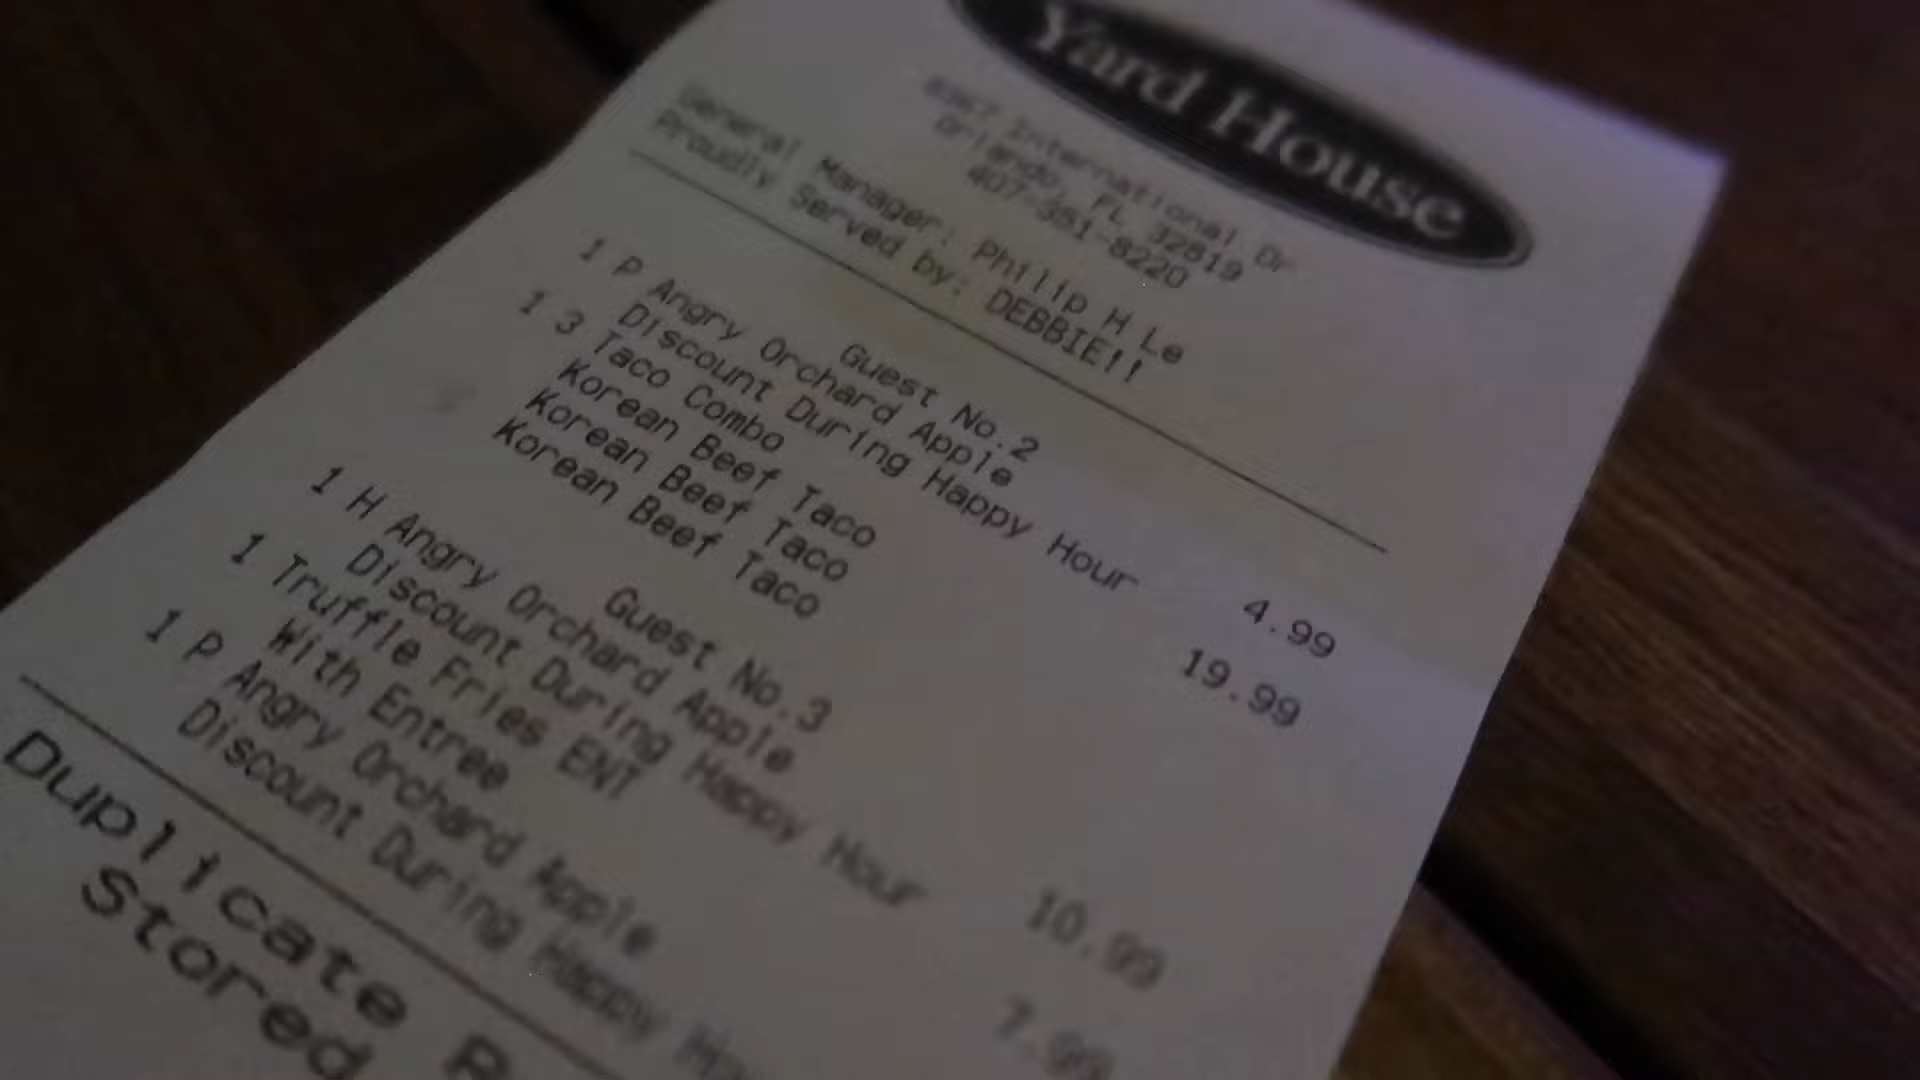 Yard House
8367 International Dr
Orlando, FL 32819
407-351-8220
General Manager: Philip H Le
Proudly Served by: DEBBIE!!
Guest No.2
1 P Angry Orchard Apple
Discount During Happy Hour 4.99
1 3 Taco Combo 19.99
Korean Beef Taco
Korean Beef Taco
Korean Beef Taco
Guest No.3
1 H Angry Orchard Apple
Discount During Happy Hour 10.99
1 Truffle Fries ENT 7.99
With Entree
1 P Angry Orchard Apple
Discount During Happy
Duplicate
Stored